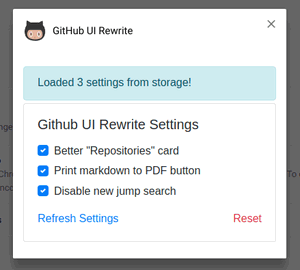 GitHub UI Rewrite
Loaded 3 settings from storage!
Github UI Rewrite Settings
Better "Repositories" card
Print markdown to PDF button
Disable new jump search
Refresh Settings
Reset